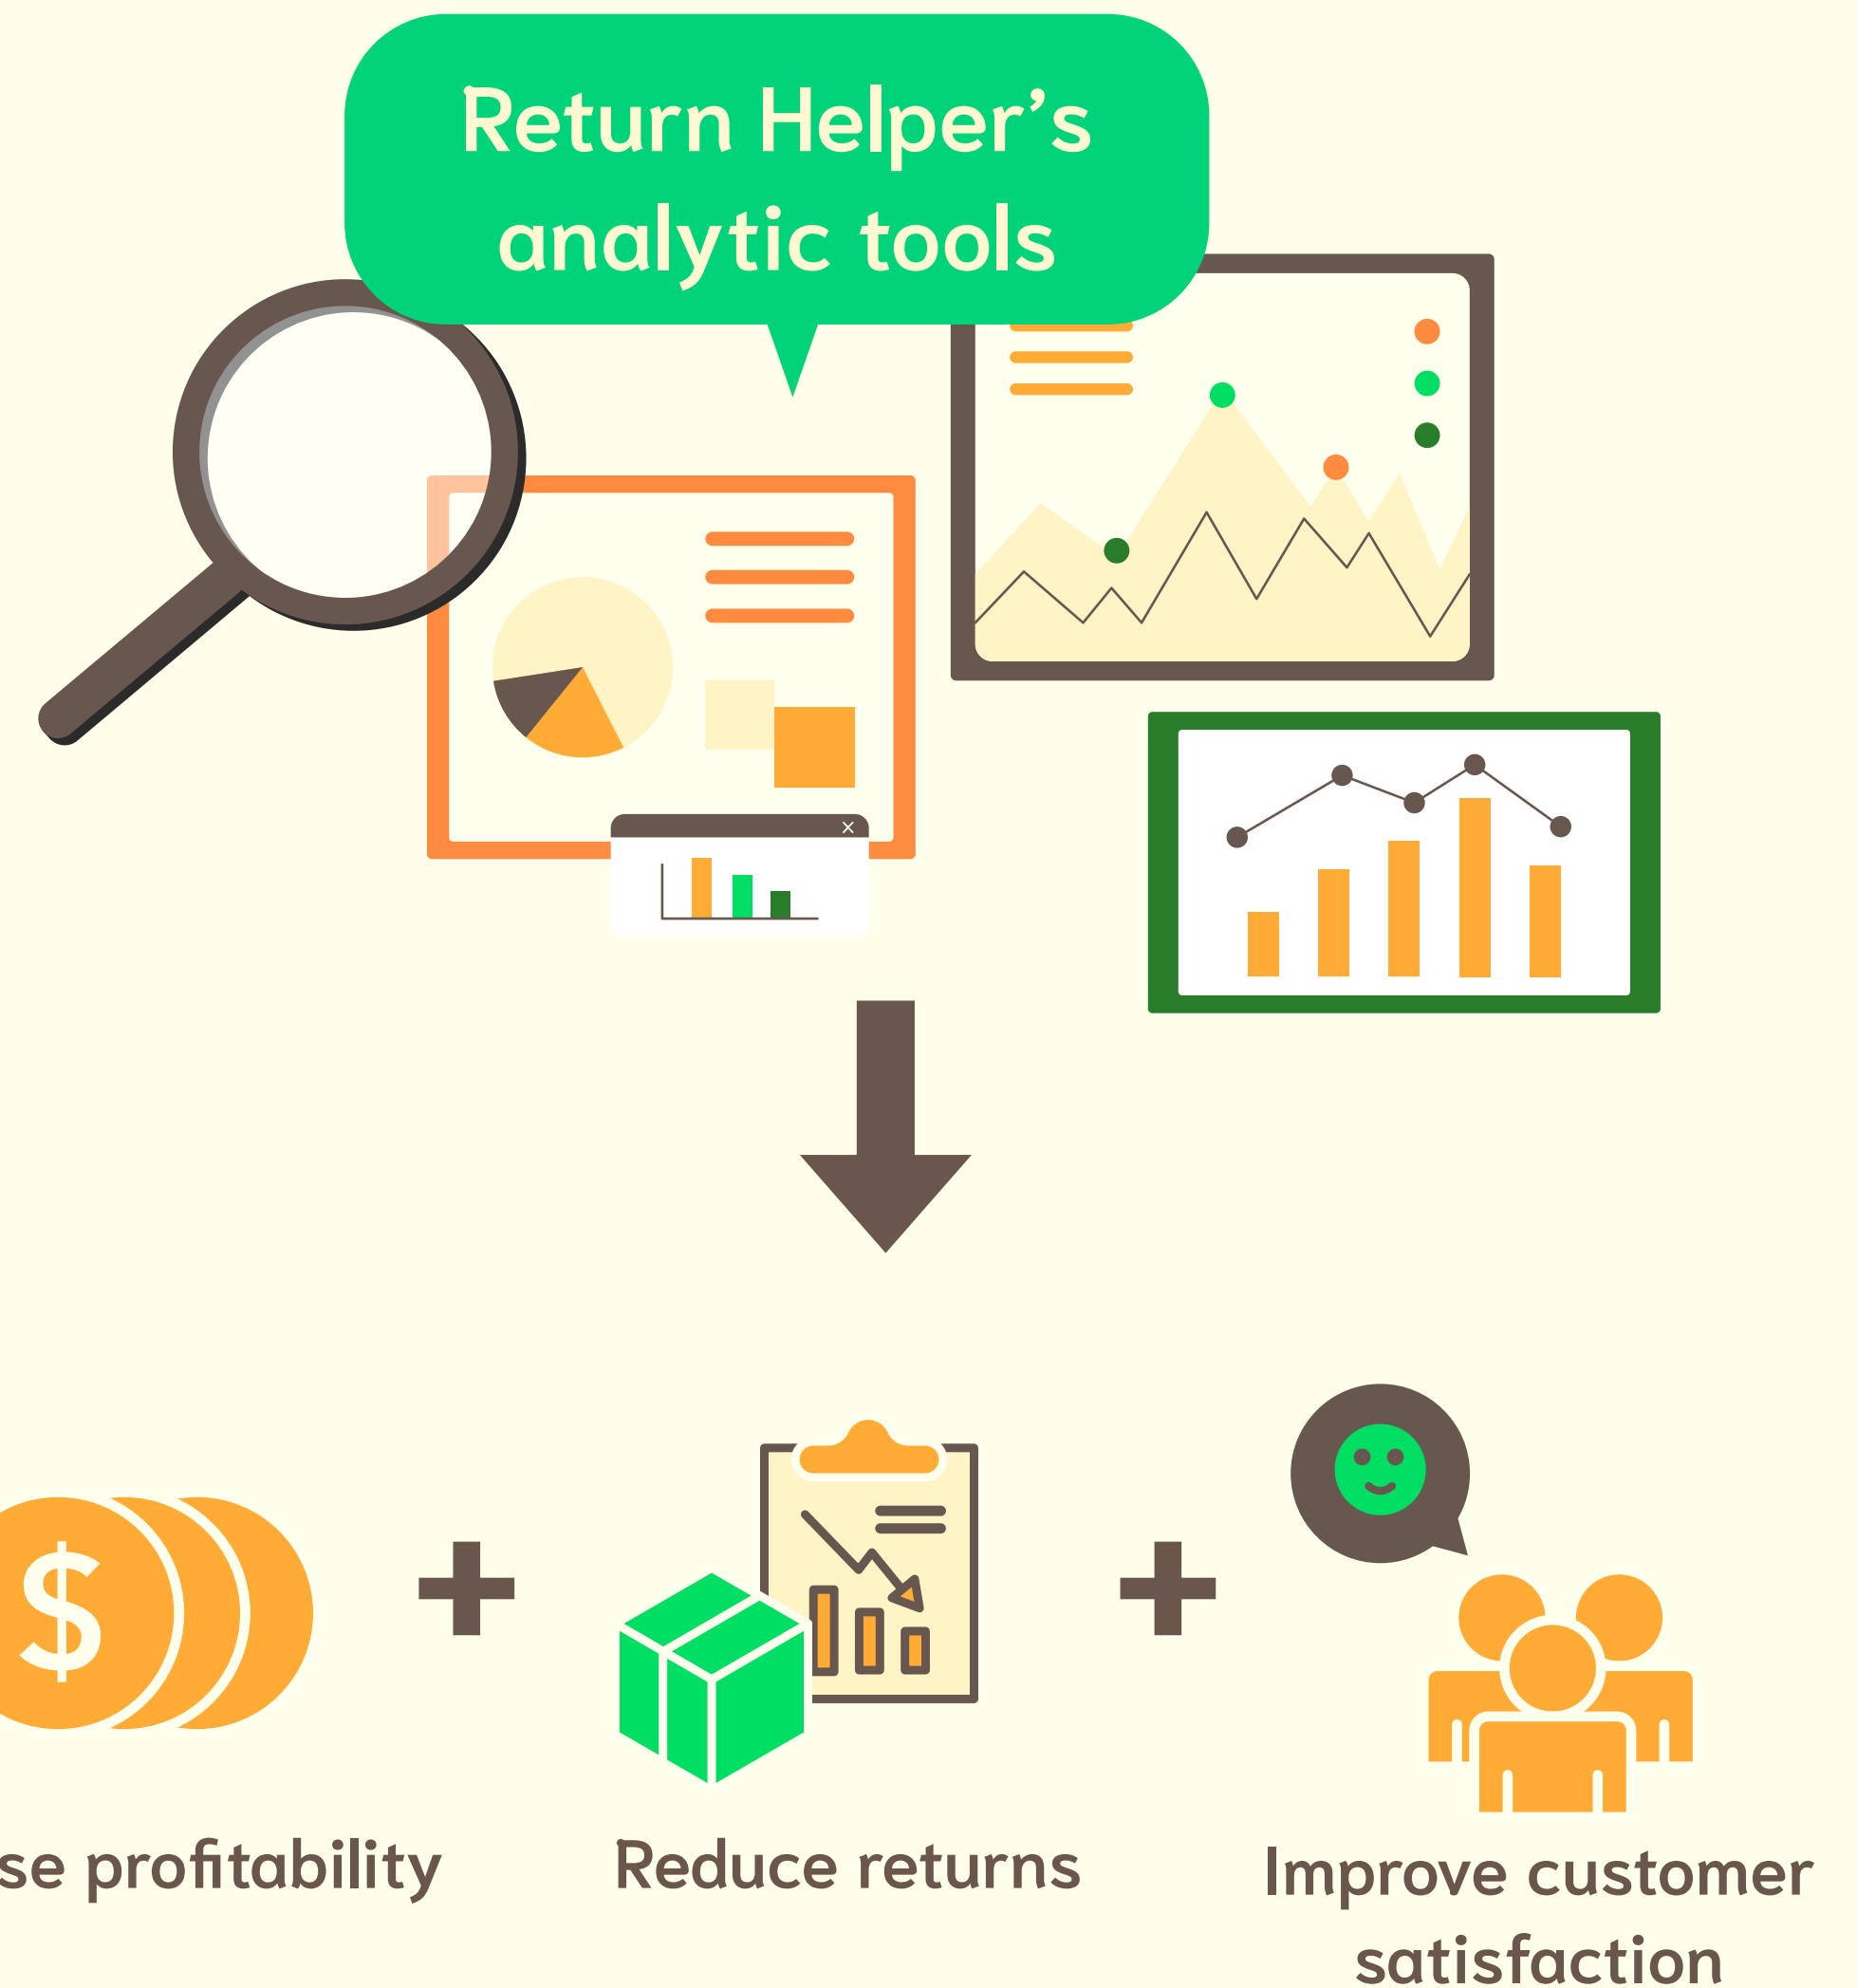 Return Helper’s
analytic tools
$
se profitability
Reduce returns
Improve customer
satisfaction